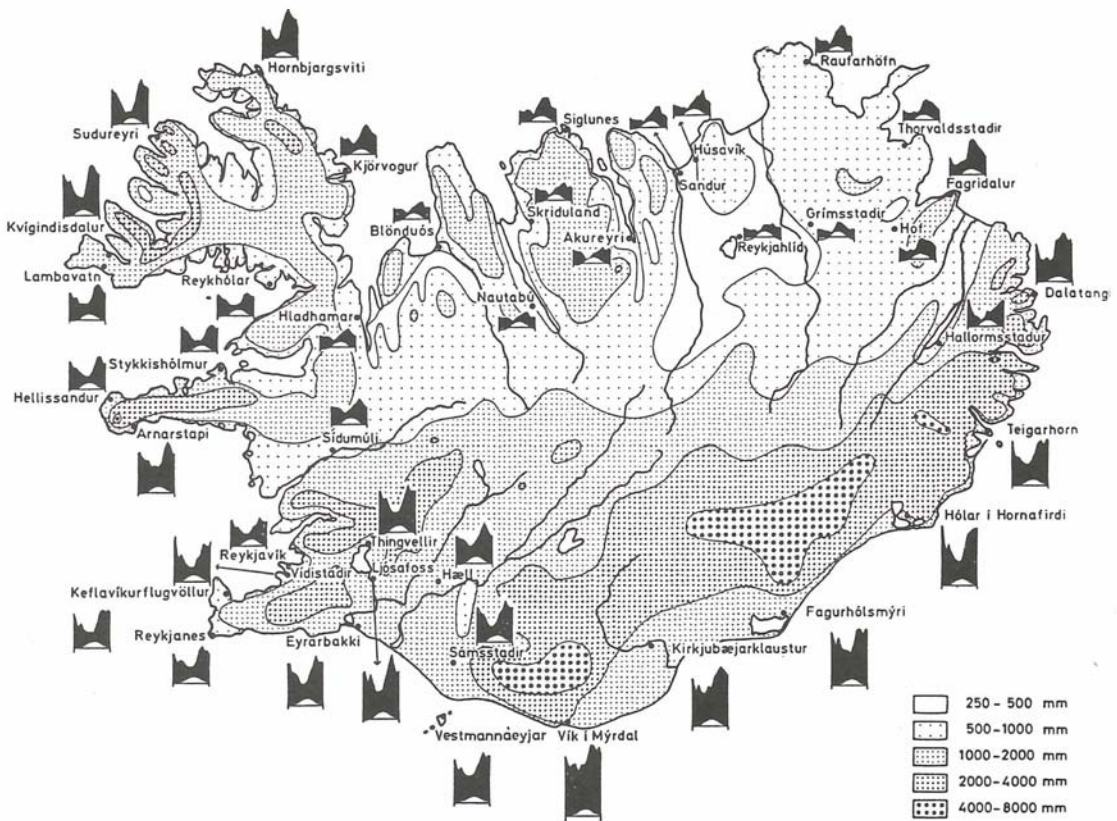 Hornbjargsviti
Raufarhöfn
Sudureyri
Siglunes
Thorvaldsstadir
Húsavík
Kjörvogur
Sandur
Fagridalur
Kvígindisdalur
Skriduland
Grímsstadir
Blönduós
Akureyri
Reykjahlíd
Hof
Lambavatn
Reykhólar
Dalatangi
Nautabú
Hladhamar
Hallormsstadur
Stykkishólmur
Hellissandur
Arnarstapi
Sídumúli
Teigarhorn
Hólar í Hornafirdi
Thingvellir
Reykjavík
Ljósafoss
Vidistadir
Hæll
Keflavíkurflugvöllur
Fagurhólsmýri
Reykjanes
Eyrarbakki
Sámsstadir
Kirkjubæjarklaustur
Vestmannaeyjar
Vík í Mýrdal
250-500 mm
500-1000 mm
1000-2000 mm
2000-4000 mm
4000-8000 mm